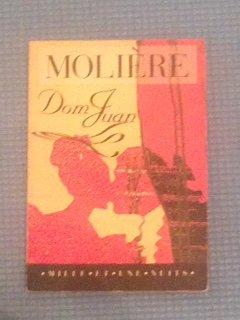 MOLIÈRE
Dom Juan
• MILLE • ET • UNE • NUITS •